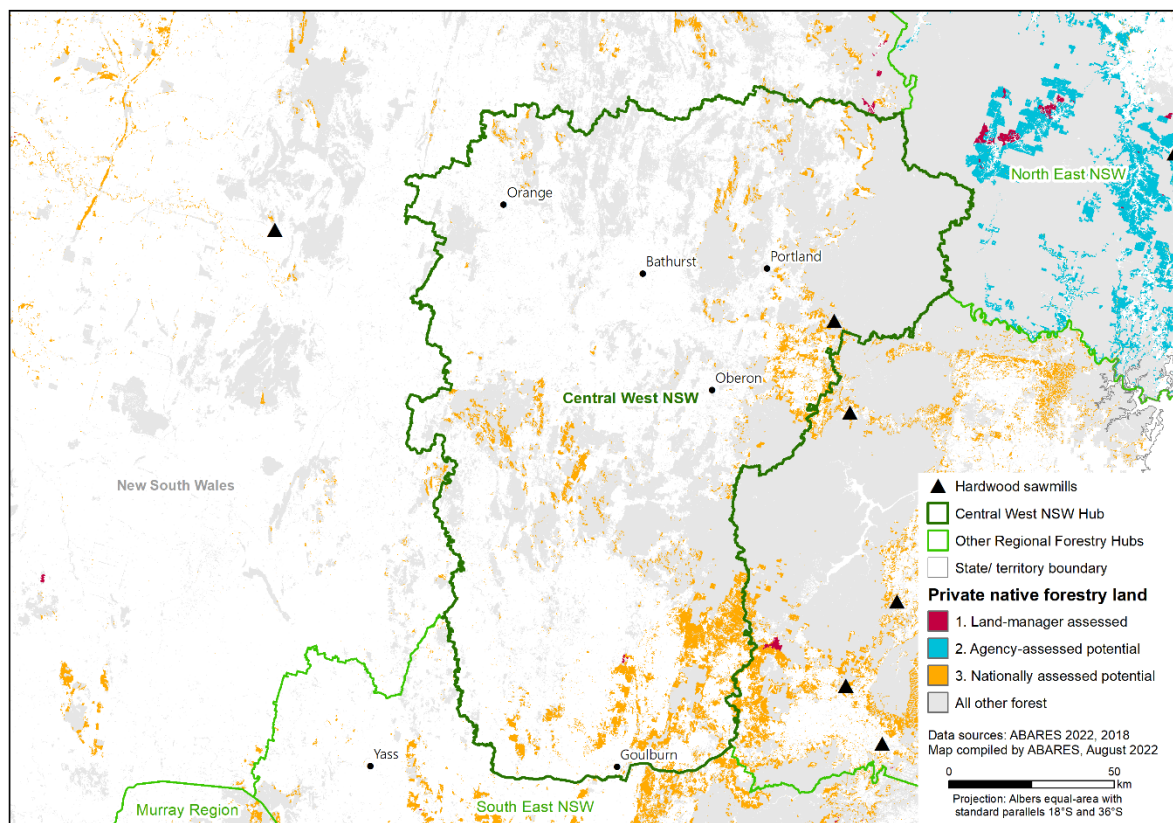 North East NSW
Orange
Bathurst
Portland
Oberon
Central West NSW
New South Wales
Yass
Goulburn
Murray Region
South East NSW
Hardwood sawmills
Central West NSW Hub
Other Regional Forestry Hubs
State/ territory boundary
Private native forestry land
1. Land-manager assessed
2. Agency-assessed potential
3. Nationally assessed potential
All other forest
Data sources: ABARES 2022, 2018
Map compiled by ABARES, August 2022
0 50
km
Projection: Albers equal-area with
standard parallels 18°S and 36°S